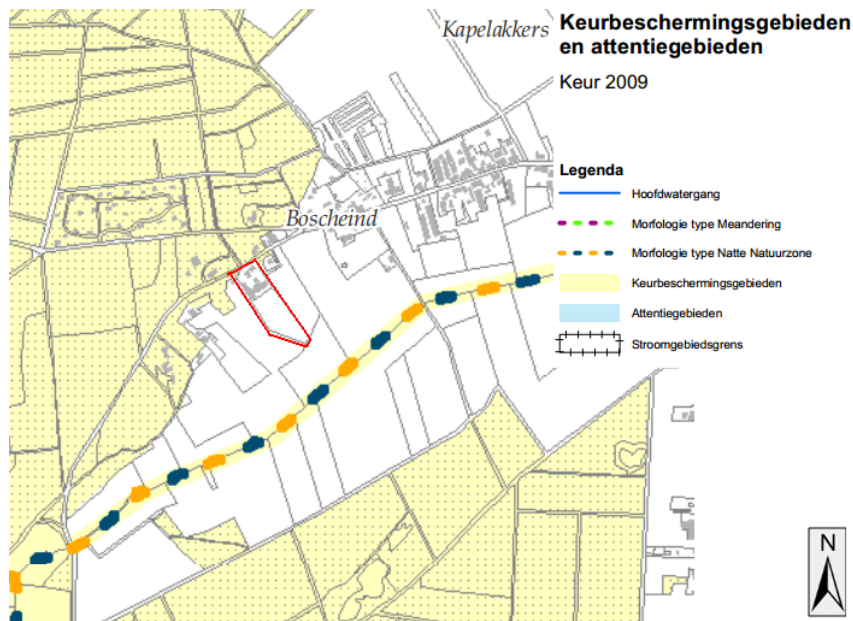 Kapelakkers
Boscheind
Keurbeschermingsgebieden
en attentiegebieden
Keur 2009
Legenda
Hoofdwatergang
Morfologie type Meandering
Morfologie type Natte Natuurzone
Keurbeschermingsgebieden
Attentiegebieden
Stroomgebiedsgrens
N